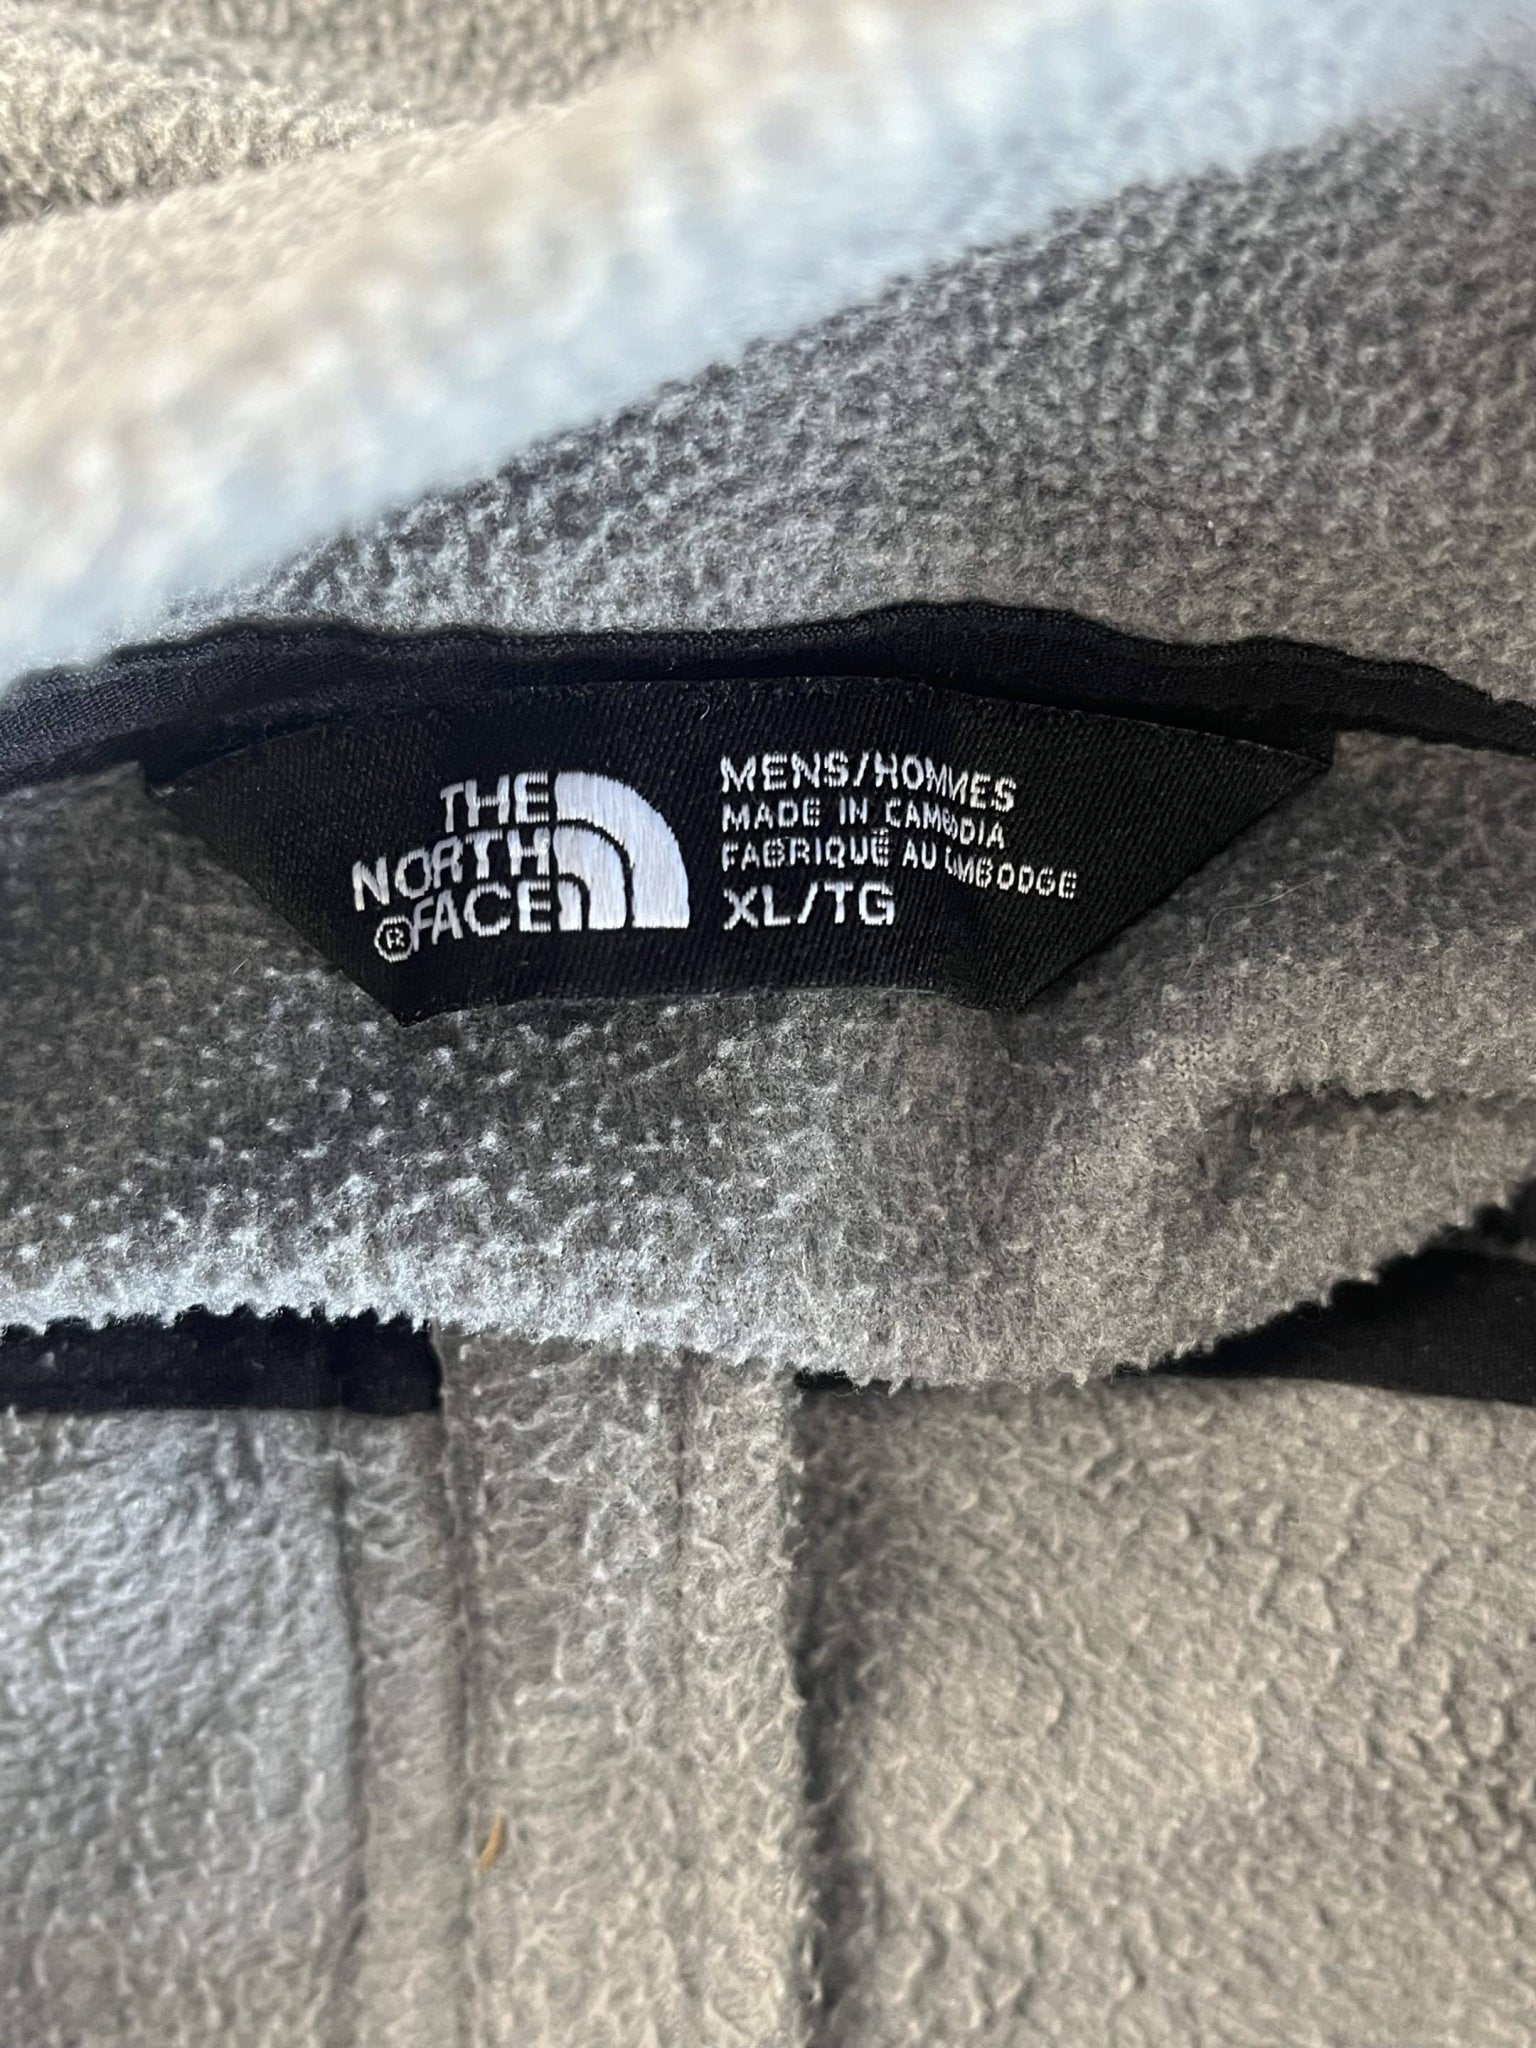 THE
NORTH
®FACE
MENS/HOMMES
MADE IN CAMBODIA
FABRIQUÉ AU CAMBODGE
XL/TG